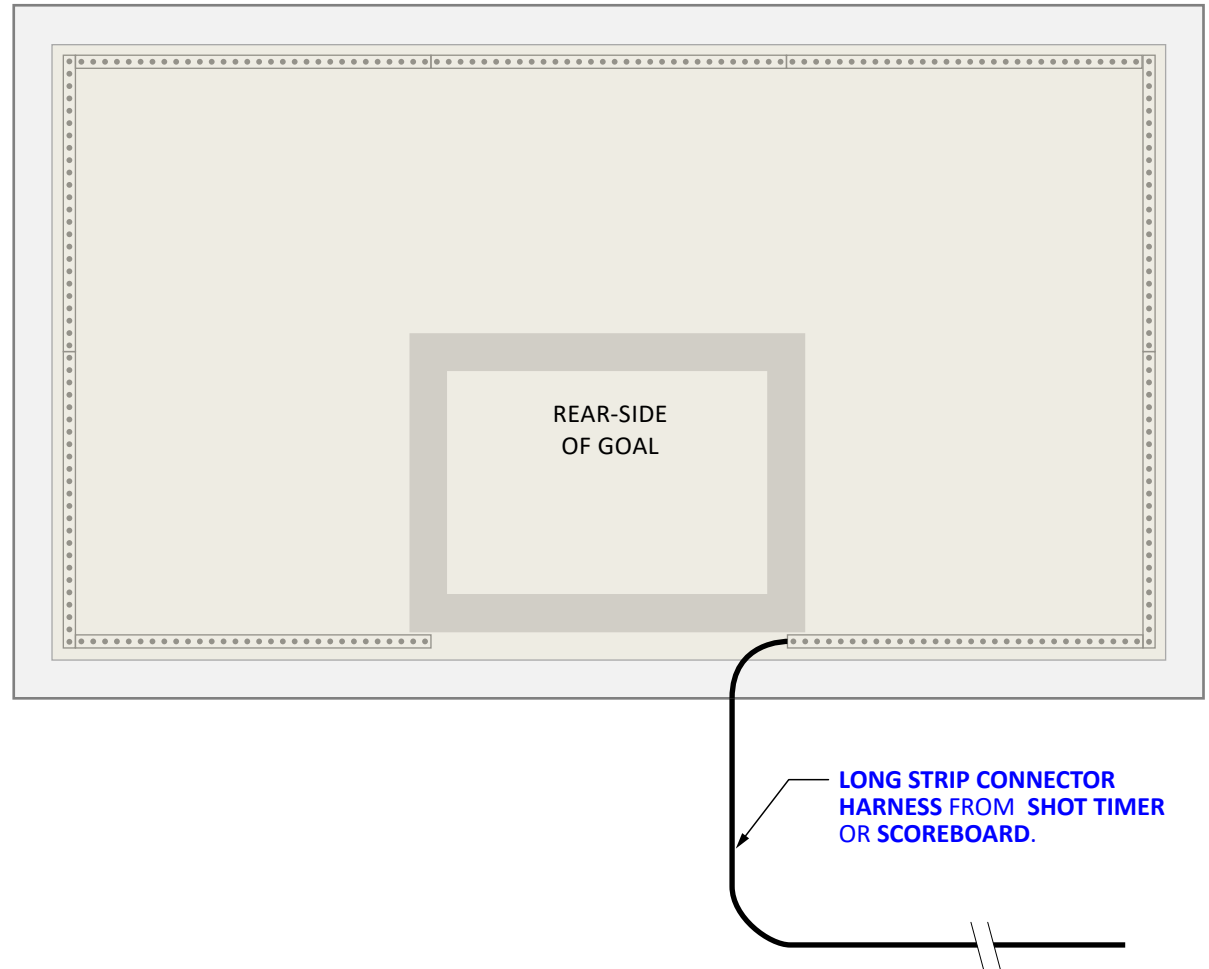 REAR-SIDE
OF GOAL
LONG STRIP CONNECTOR
HARNESS FROM  SHOT TIMER
OR SCOREBOARD.